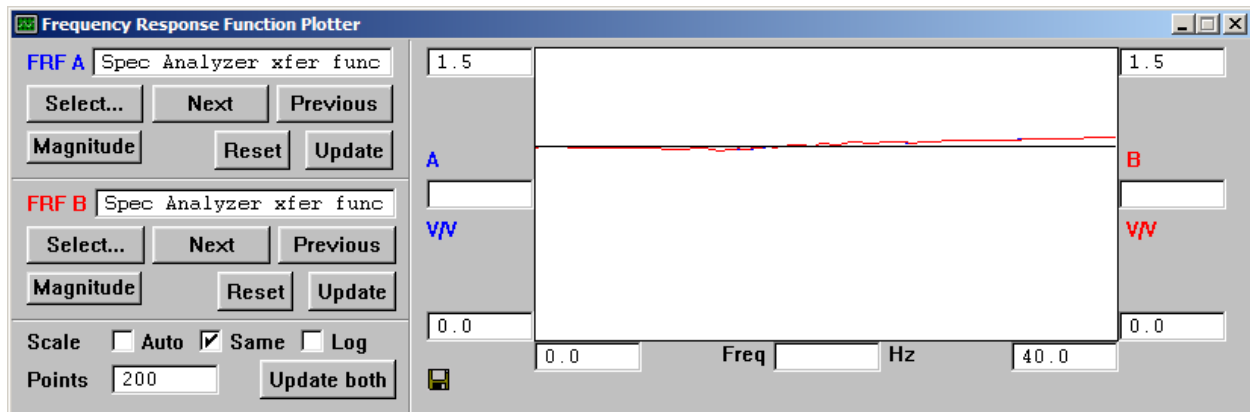 Frequency Response Function Plotter
FRF A Spec Analyzer xfer func
Select... Next Previous
Magnitude Reset Update
FRF B Spec Analyzer xfer func
Select... Next Previous
Magnitude Reset Update
Scale Auto Same Log
Points 200 Update both
1.5
A
V/V
0.0
0.0 Freq Hz 40.0
1.5
B
V/V
0.0